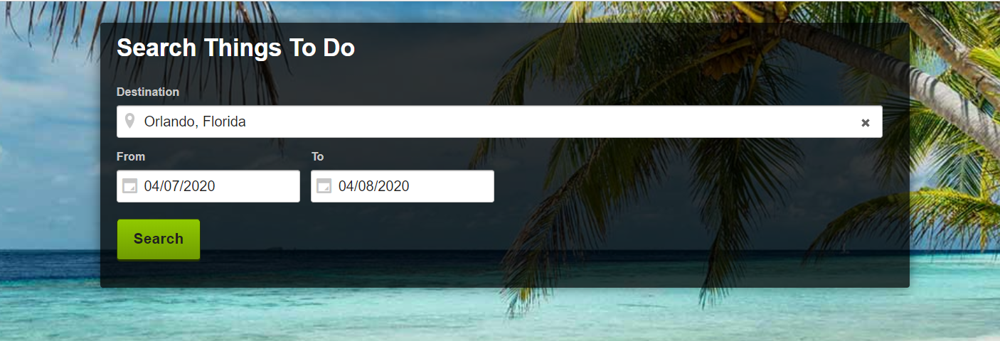 Search Things To Do
Destination
Orlando, Florida
From To
04/07/2020 04/08/2020
Search